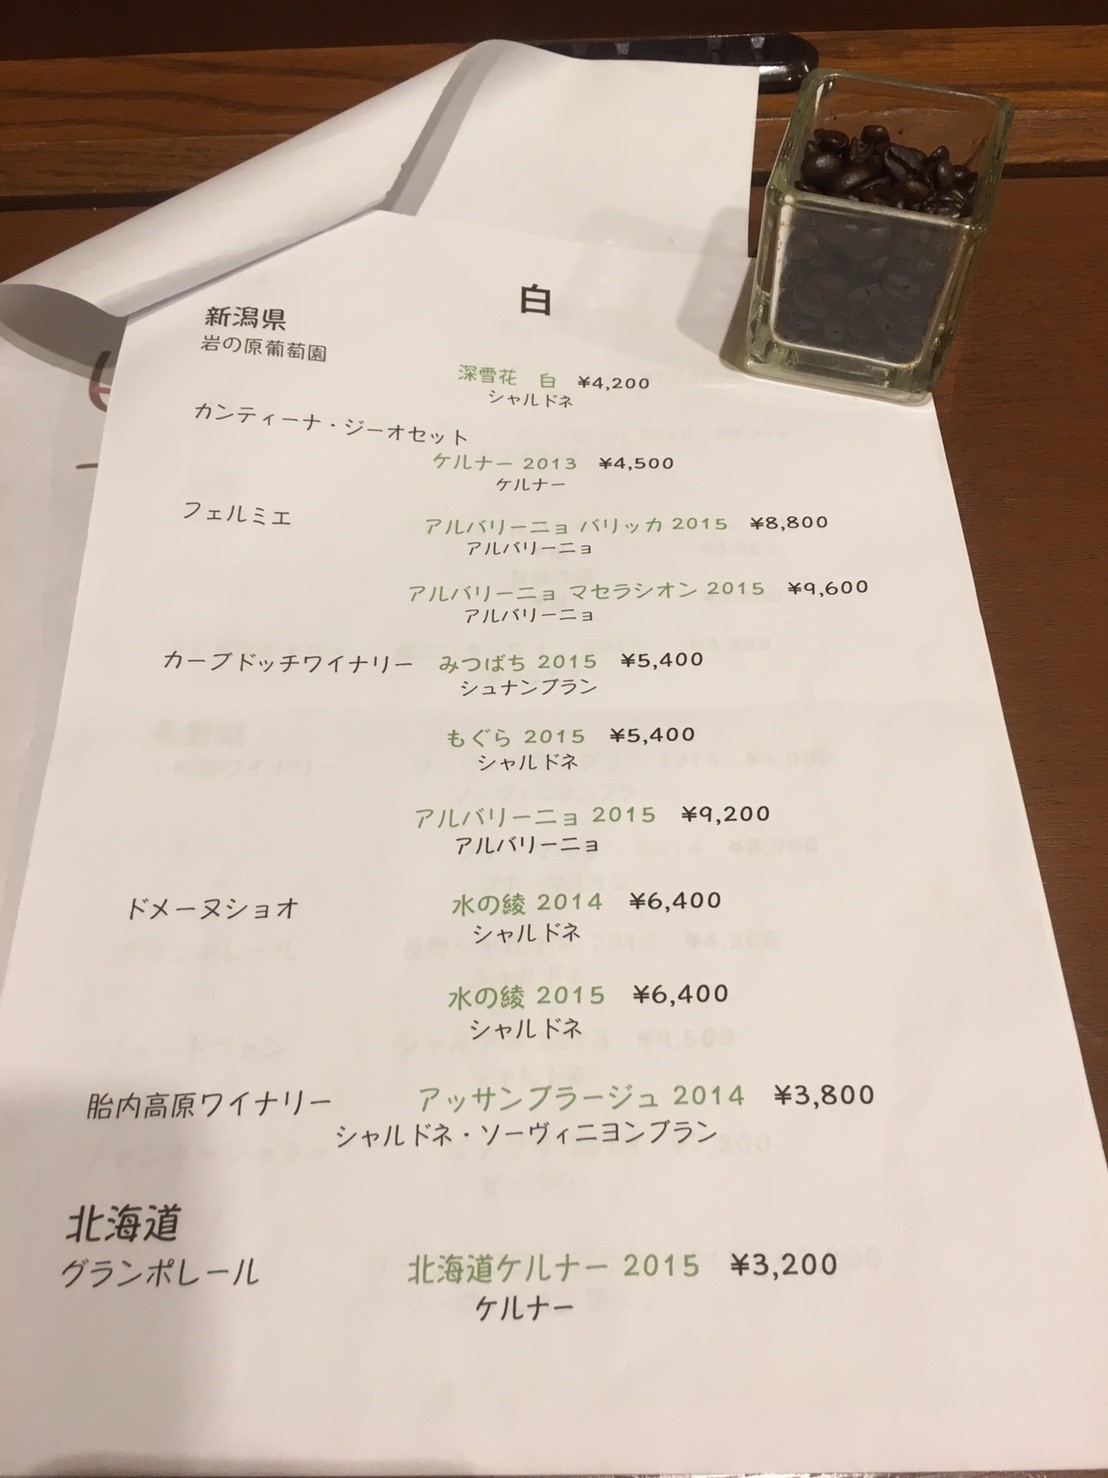 白
新潟県
岩の原葡萄園
深雪花 白 ¥4,200
シャルドネ
カンティーナ・ジーオセット
ケルナー 2013 ¥4,500
ケルナー
フェルミエ
アルバリーニョ バリッカ 2015 ¥8,800
アルバリーニョ
アルバリーニョ マセラシオン 2015 ¥9,600
アルバリーニョ
カーブドッチワイナリー みつばち 2015 ¥5,400
シュナンブラン
もぐら 2015 ¥5,400
シャルドネ
アルバリーニョ 2015 ¥9,200
アルバリーニョ
ドメーヌショオ 水の綾 2014 ¥6,400
シャルドネ
水の綾 2015 ¥6,400
シャルドネ
胎内高原ワイナリー アッサンブラージュ 2014 ¥3,800
シャルドネ・ソーヴィニヨンブラン
北海道
グランポレール 北海道ケルナー 2015 ¥3,200
ケルナー